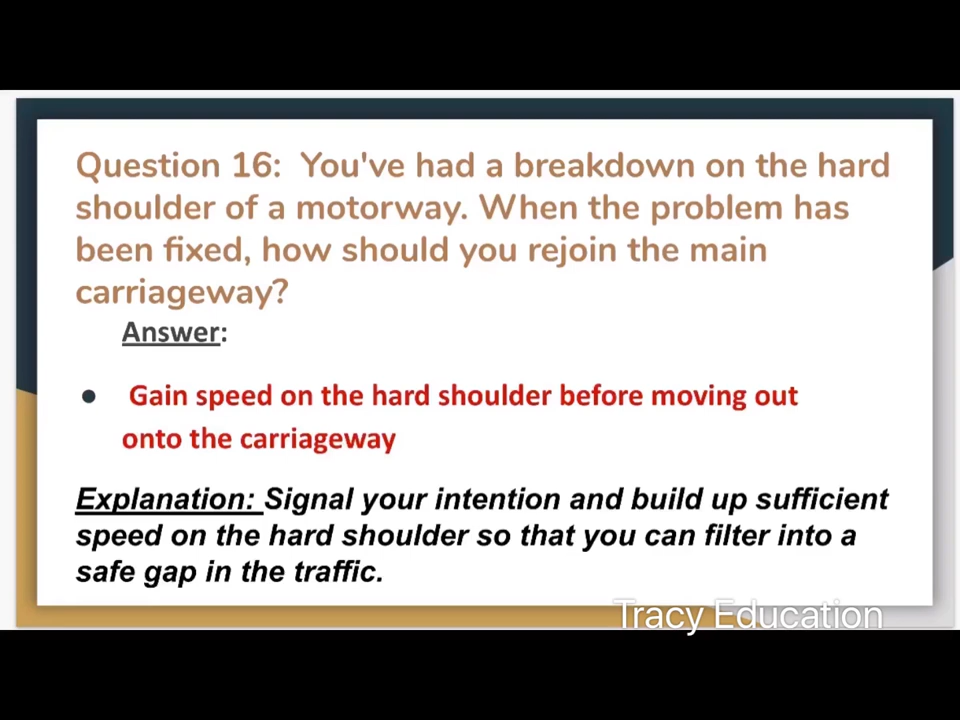 Question 16:  You've had a breakdown on the hard
shoulder of a motorway. When the problem has
been fixed, how should you rejoin the main
carriageway?
Answer:
● Gain speed on the hard shoulder before moving out
onto the carriageway
Explanation: Signal your intention and build up sufficient
speed on the hard shoulder so that you can filter into a
safe gap in the traffic.
Tracy Education